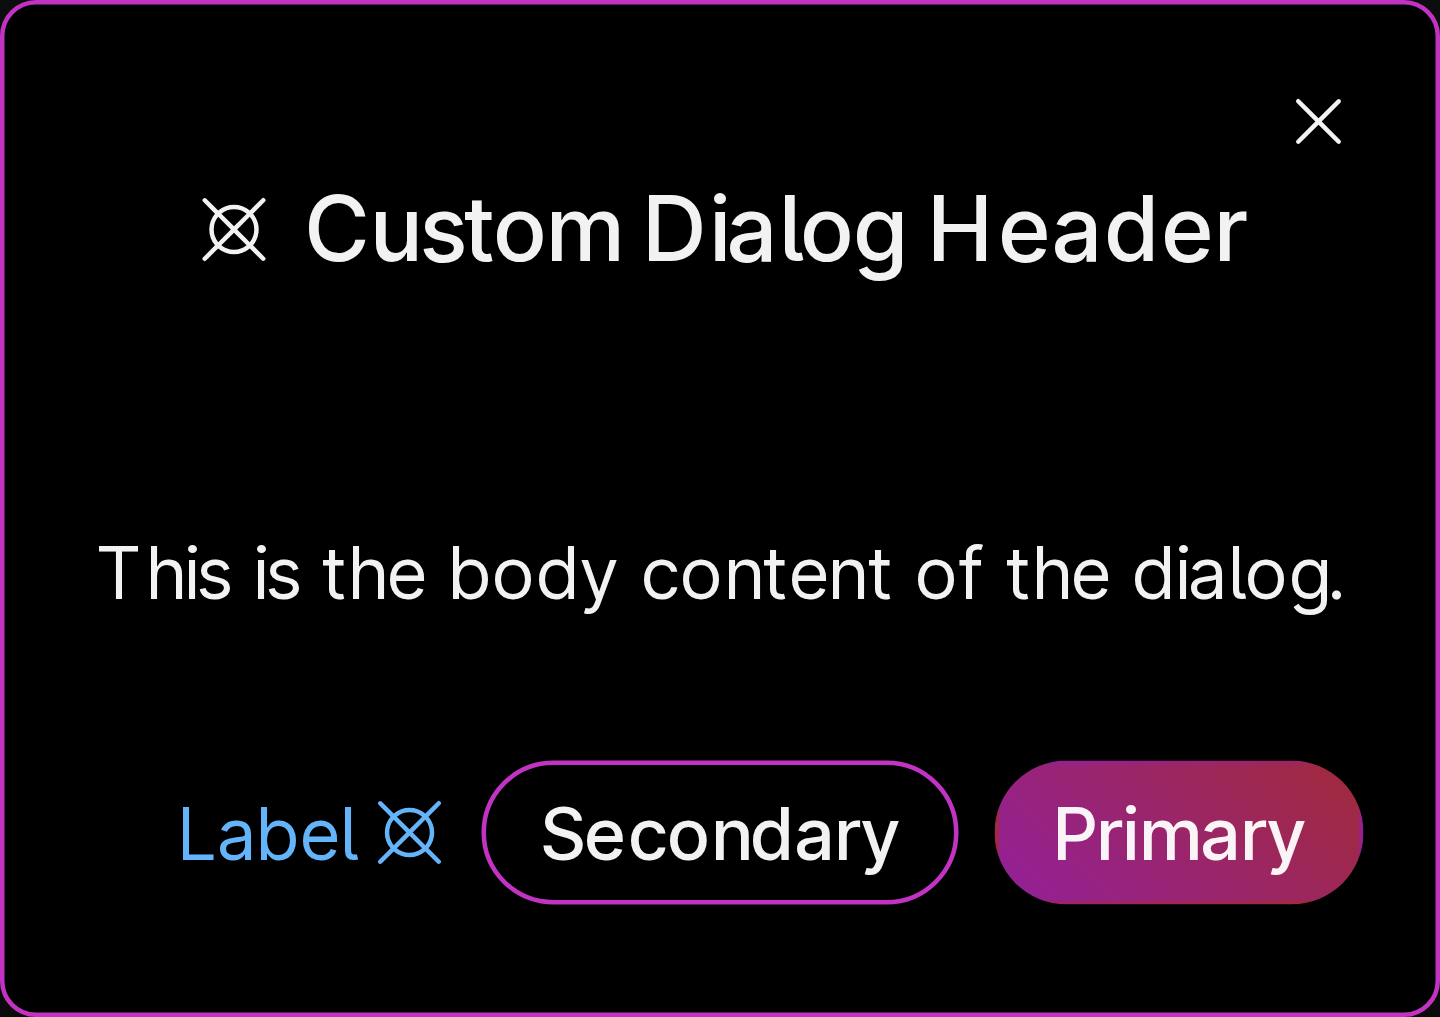 Custom Dialog Header
This is the body content of the dialog.
Label
Secondary
Primary